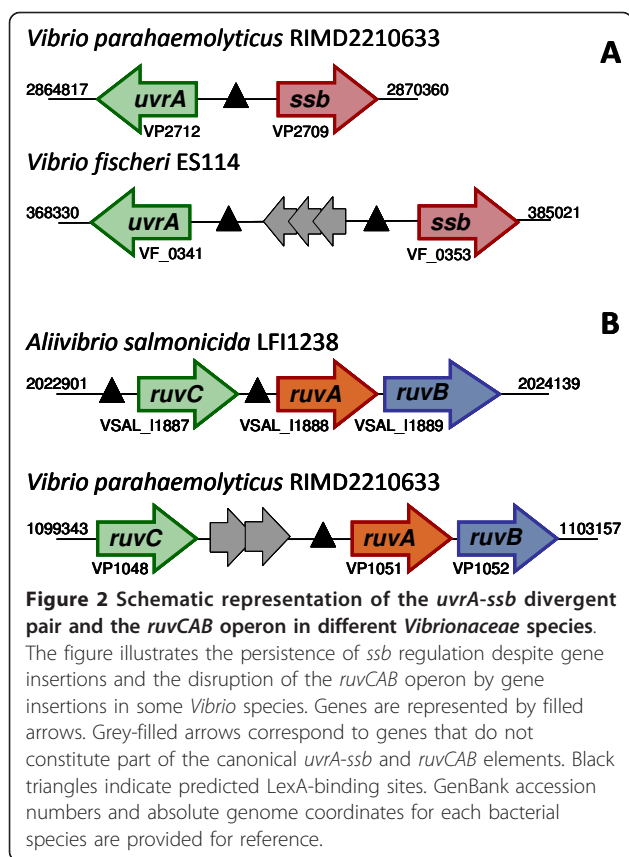 Vibrio parahaemolyticus RIMD2210633
A
2864817 uvrA ssb 2870360
VP2712 VP2709
Vibrio fischeri ES114
368330 uvrA ssb 385021
VF_0341 VF_0353
B
Aliivibrio salmonicida LFI1238
2022901 ruvC ruvA ruvB 2024139
VSAL_I1887 VSAL_I1888 VSAL_I1889
Vibrio parahaemolyticus RIMD2210633
1099343 ruvC ruvA ruvB 1103157
VP1048 VP1051 VP1052
Figure 2 Schematic representation of the uvrA-ssb divergent
pair and the ruvCAB operon in different Vibrionaceae species.
The figure illustrates the persistence of ssb regulation despite gene
insertions and the disruption of the ruvCAB operon by gene
insertions in some Vibrio species. Genes are represented by filled
arrows. Grey-filled arrows correspond to genes that do not
constitute part of the canonical uvrA-ssb and ruvCAB elements. Black
triangles indicate predicted LexA-binding sites. GenBank accession
numbers and absolute genome coordinates for each bacterial
species are provided for reference.